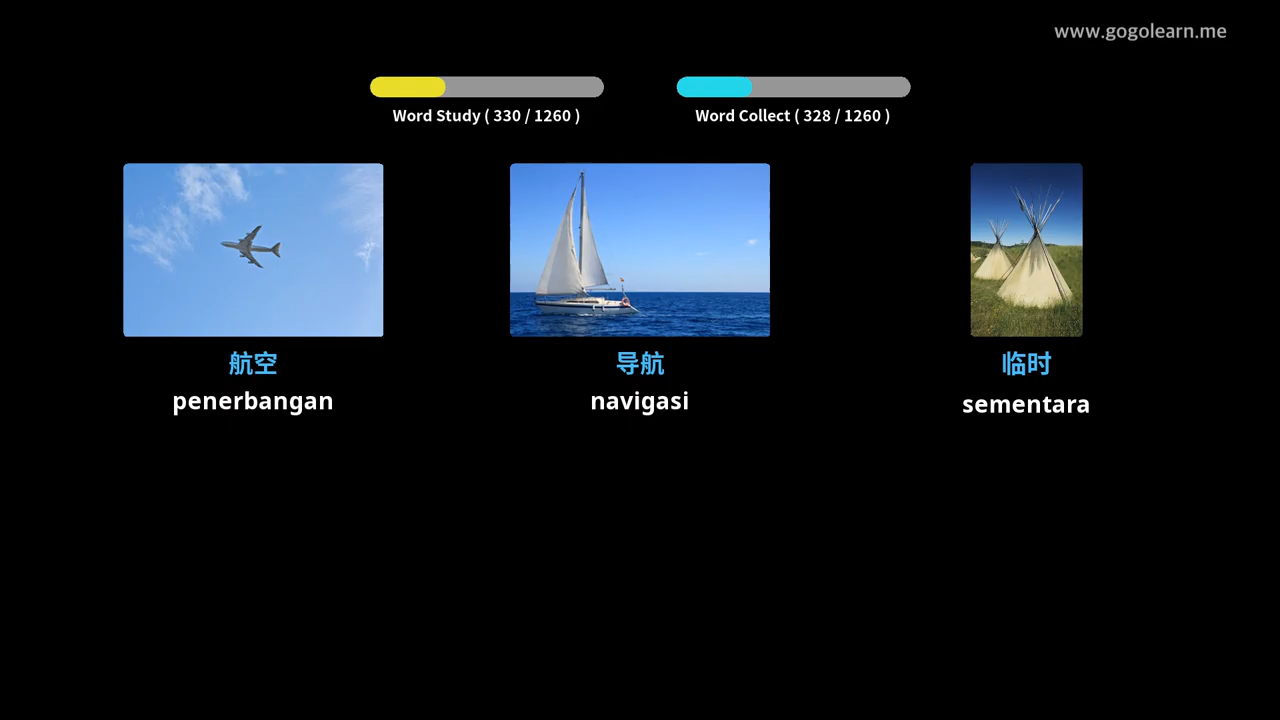 www.gogolearn.me
Word Study ( 330 / 1260 )
Word Collect ( 328 / 1260 )
航空
导航
临时
penerbangan
navigasi
sementara